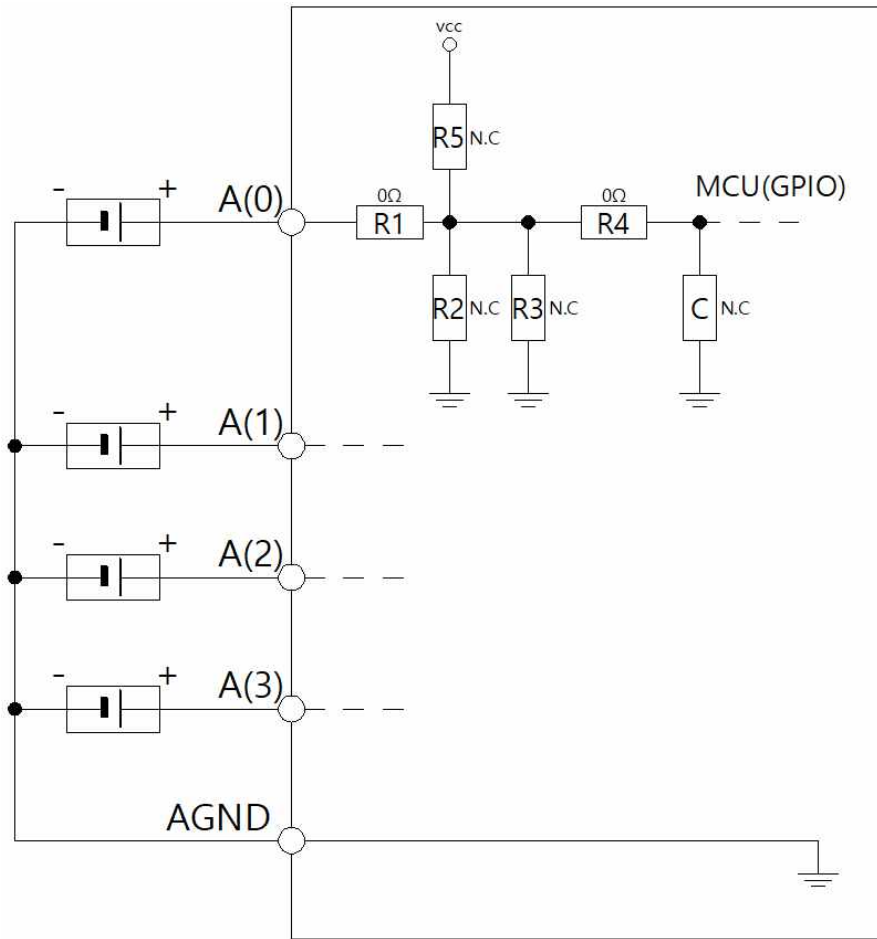 vcc
R5 N.C
- + A(0)
0Ω
R1
0Ω
R4
MCU(GPIO)
R2 N.C
R3 N.C
C N.C
- + A(1)
- + A(2)
- + A(3)
AGND